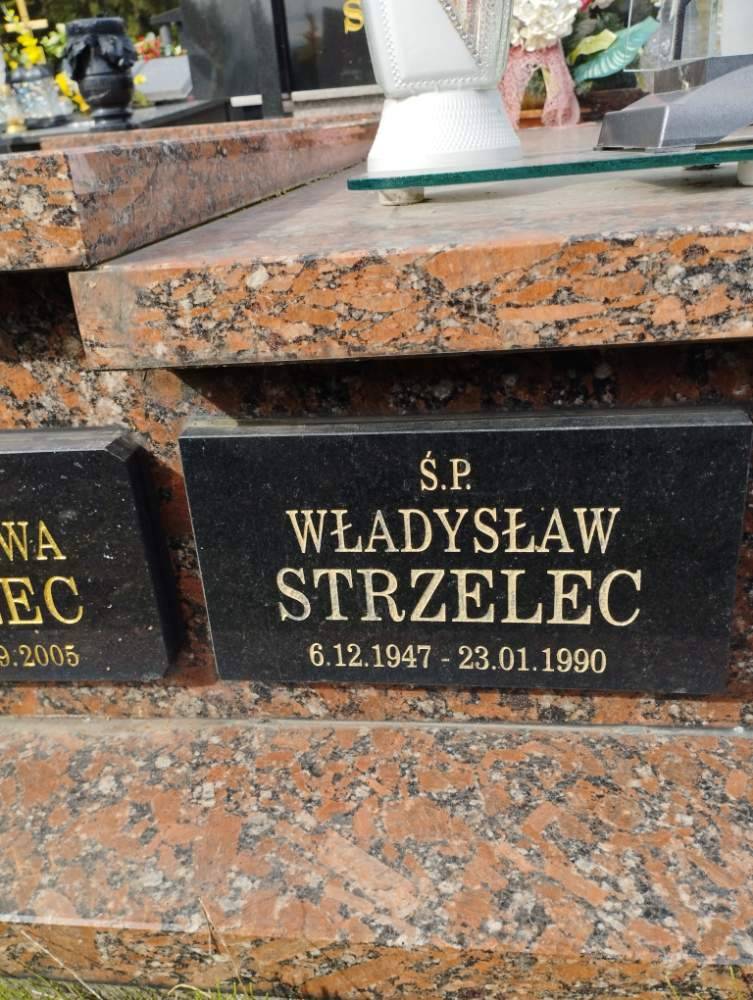 Ś.P.
WŁADYSŁAW
STRZELEC
6.12.1947 - 23.01.1990